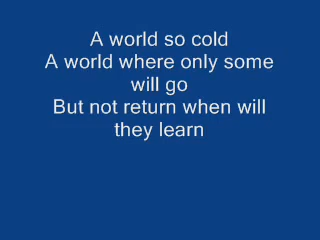 A world so cold
A world where only some
will go
But not return when will
they learn